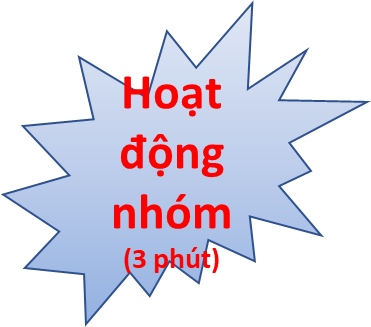 Hoạt
động
nhóm
(3 phút)